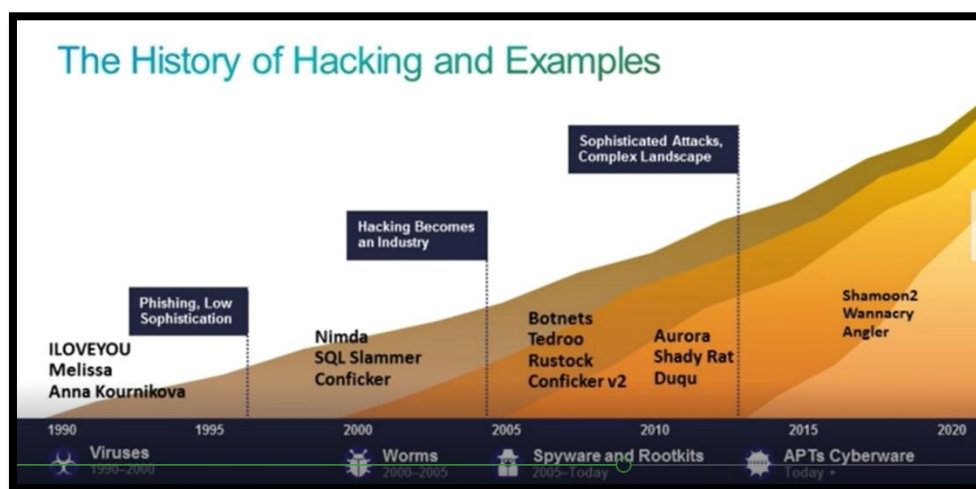 The History of Hacking and Examples
Sophisticated Attacks,
Complex Landscape
Hacking Becomes
an Industry
Phishing, Low
Sophistication
ILOVEYOU
Melissa
Anna Kournikova
Nimda
SQL Slammer
Conficker
Botnets
Tedroo
Rustock
Conficker v2
Aurora
Shady Rat
Duqu
Shamoon2
Wannacry
Angler
1990 1995 2000 2005 2010 2015 2020
Viruses
1990–2000
Worms
2000–2005
Spyware and Rootkits
2005–Today
APTs Cyberware
Today +